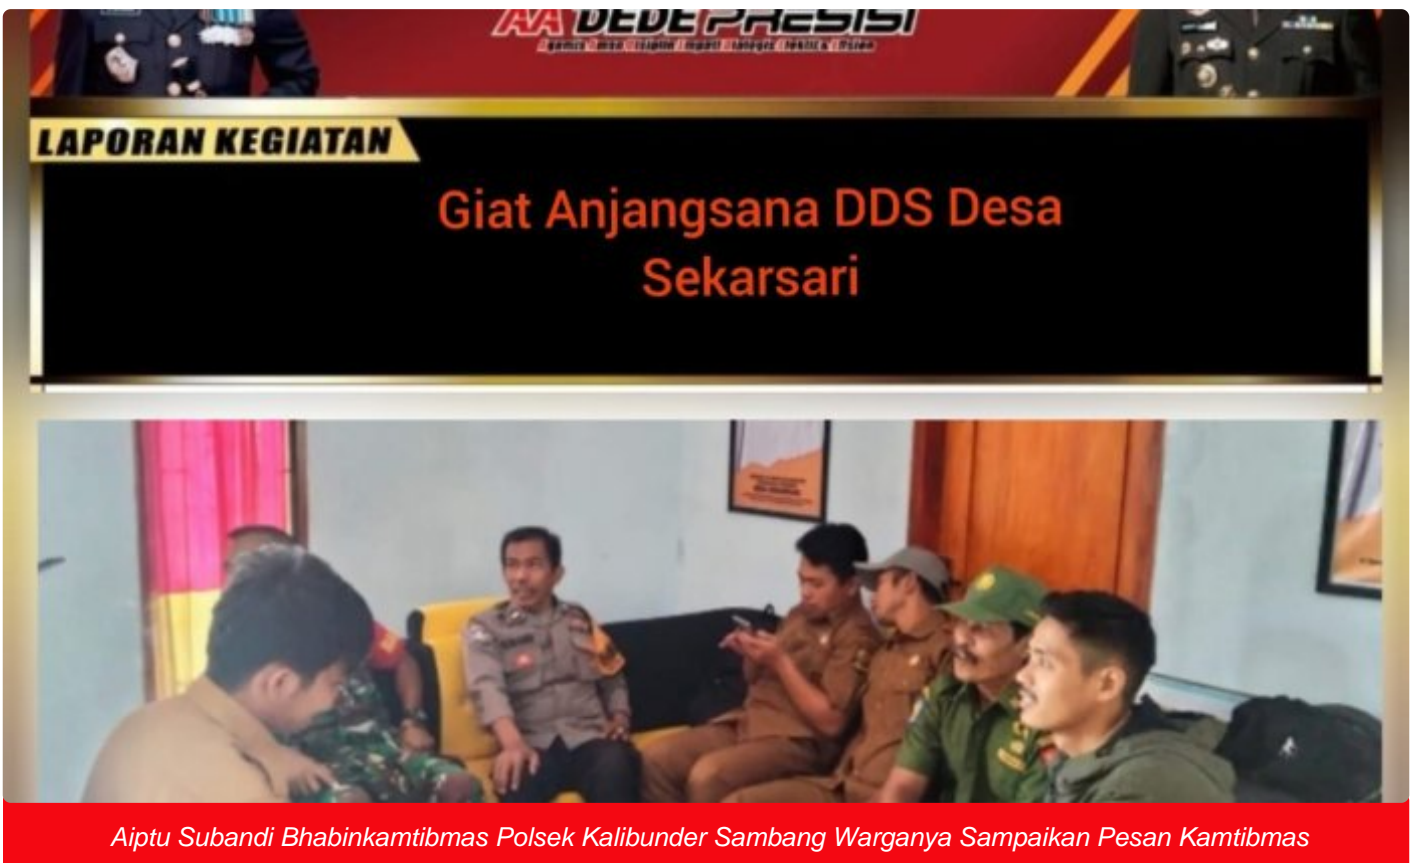 AA DEDE PRESISI
LAPORAN KEGIATAN
Giat Anjangsana DDS Desa
Sekarsari
Aiptu Subandi Bhabinkamtibmas Polsek Kalibunder Sambang Warganya Sampaikan Pesan Kamtibmas